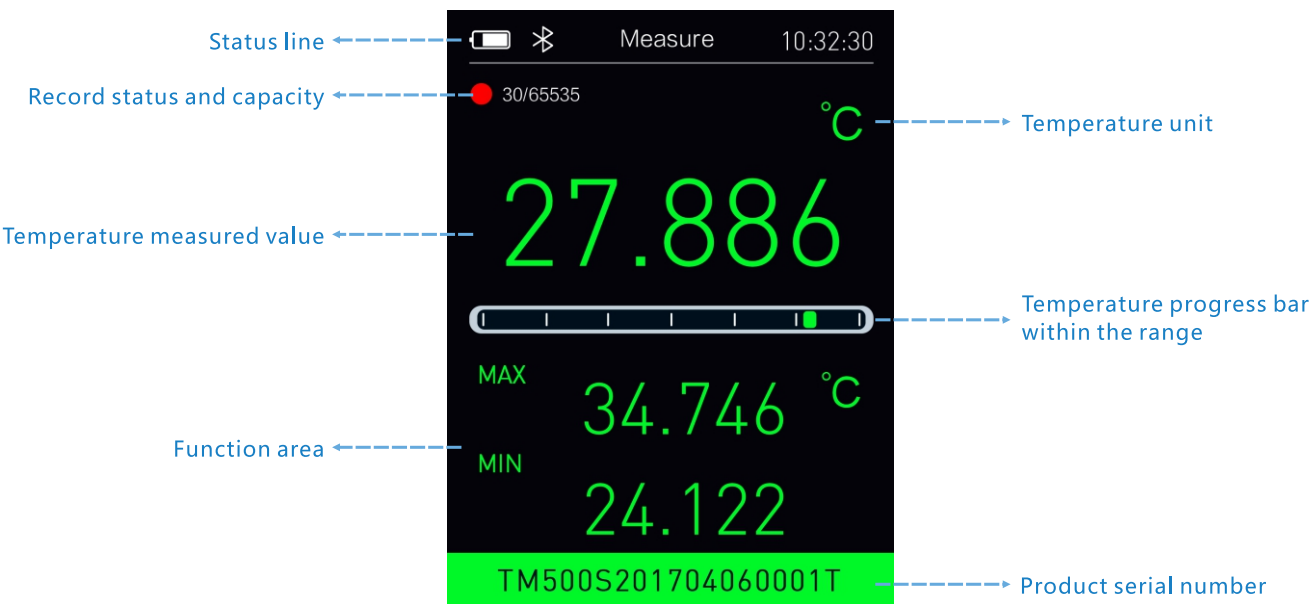 Status line
Measure 10:32:30
Record status and capacity
30/65535
°C
Temperature unit
27.886
Temperature measured value
Temperature progress bar
within the range
MAX
34.746 °C
Function area
MIN
24.122
TM500S201704060001T
Product serial number